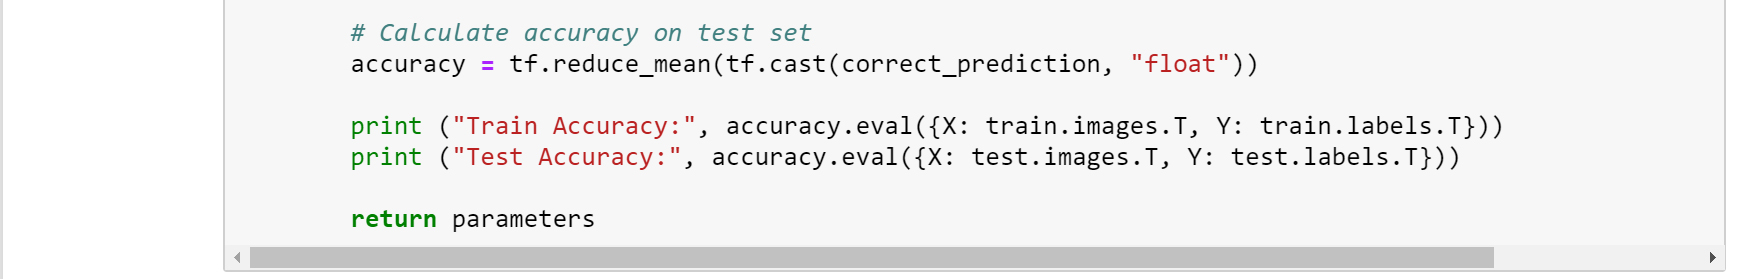 # Calculate accuracy on test set
accuracy = tf.reduce_mean(tf.cast(correct_prediction, "float"))
print ("Train Accuracy:", accuracy.eval({X: train.images.T, Y: train.labels.T}))
print ("Test Accuracy:", accuracy.eval({X: test.images.T, Y: test.labels.T}))
return parameters